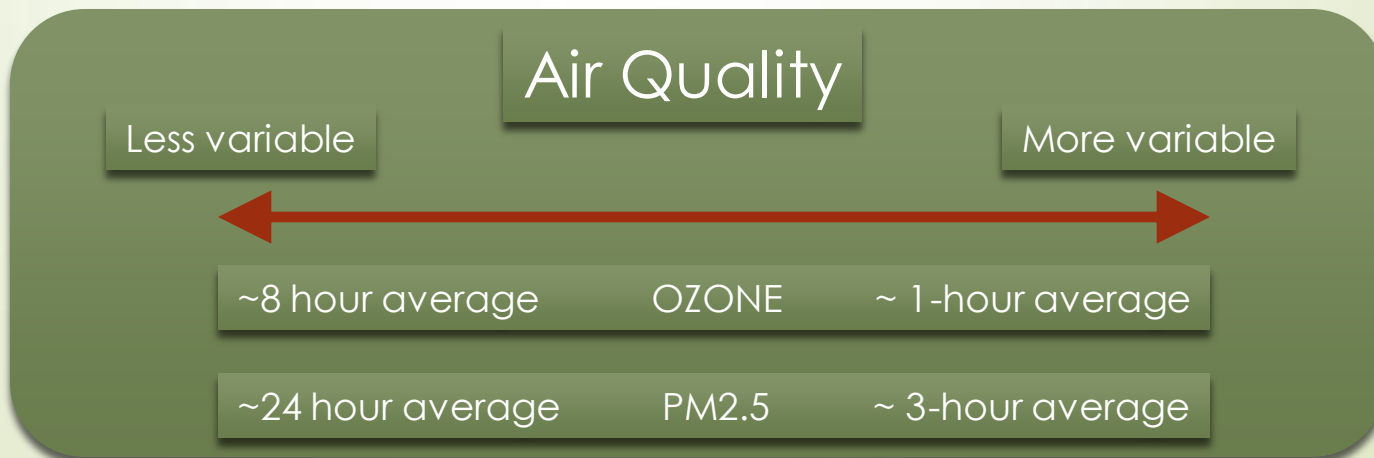 Air Quality
Less variable
More variable
~8 hour average OZONE ~ 1-hour average
~24 hour average PM2.5 ~ 3-hour average